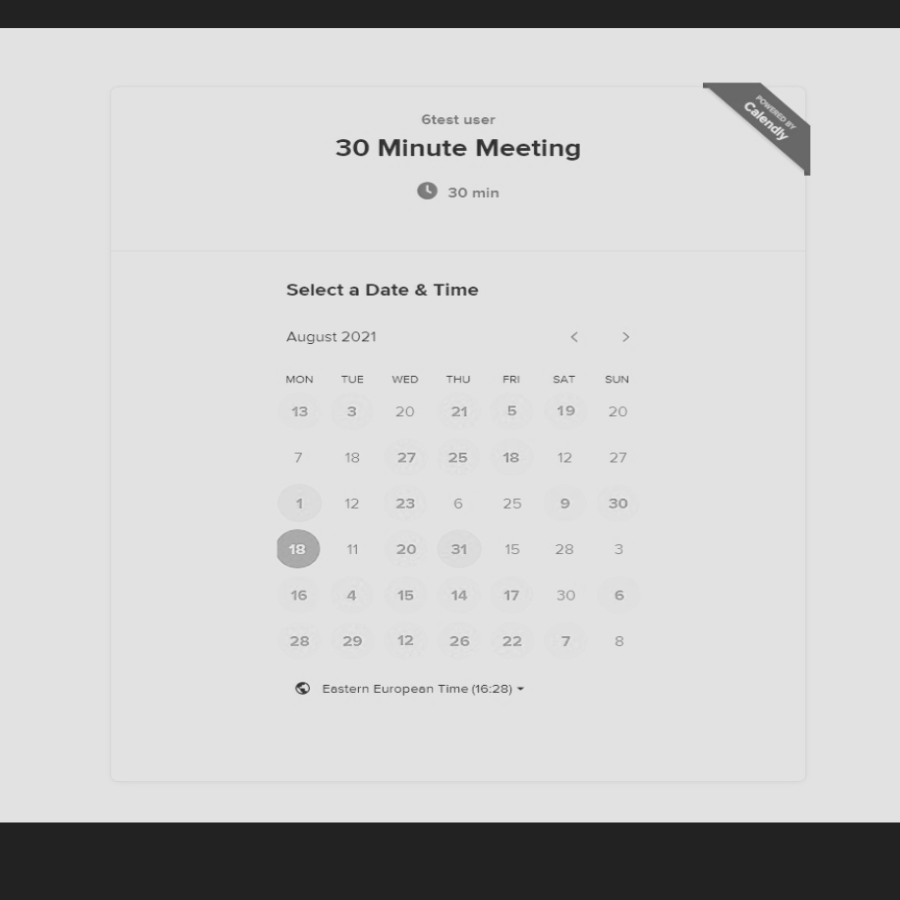 POWERED BY
Calendly
6test user
30 Minute Meeting
30 min
Select a Date & Time
August 2021
MON TUE WED THU FRI SAT SUN
13 3 20 21 5 19 20
7 18 27 25 18 12 27
1 12 23 6 25 9 30
18 11 20 31 15 28 3
16 4 15 14 17 30 6
28 29 12 26 22 7 8
Eastern European Time (16:28)